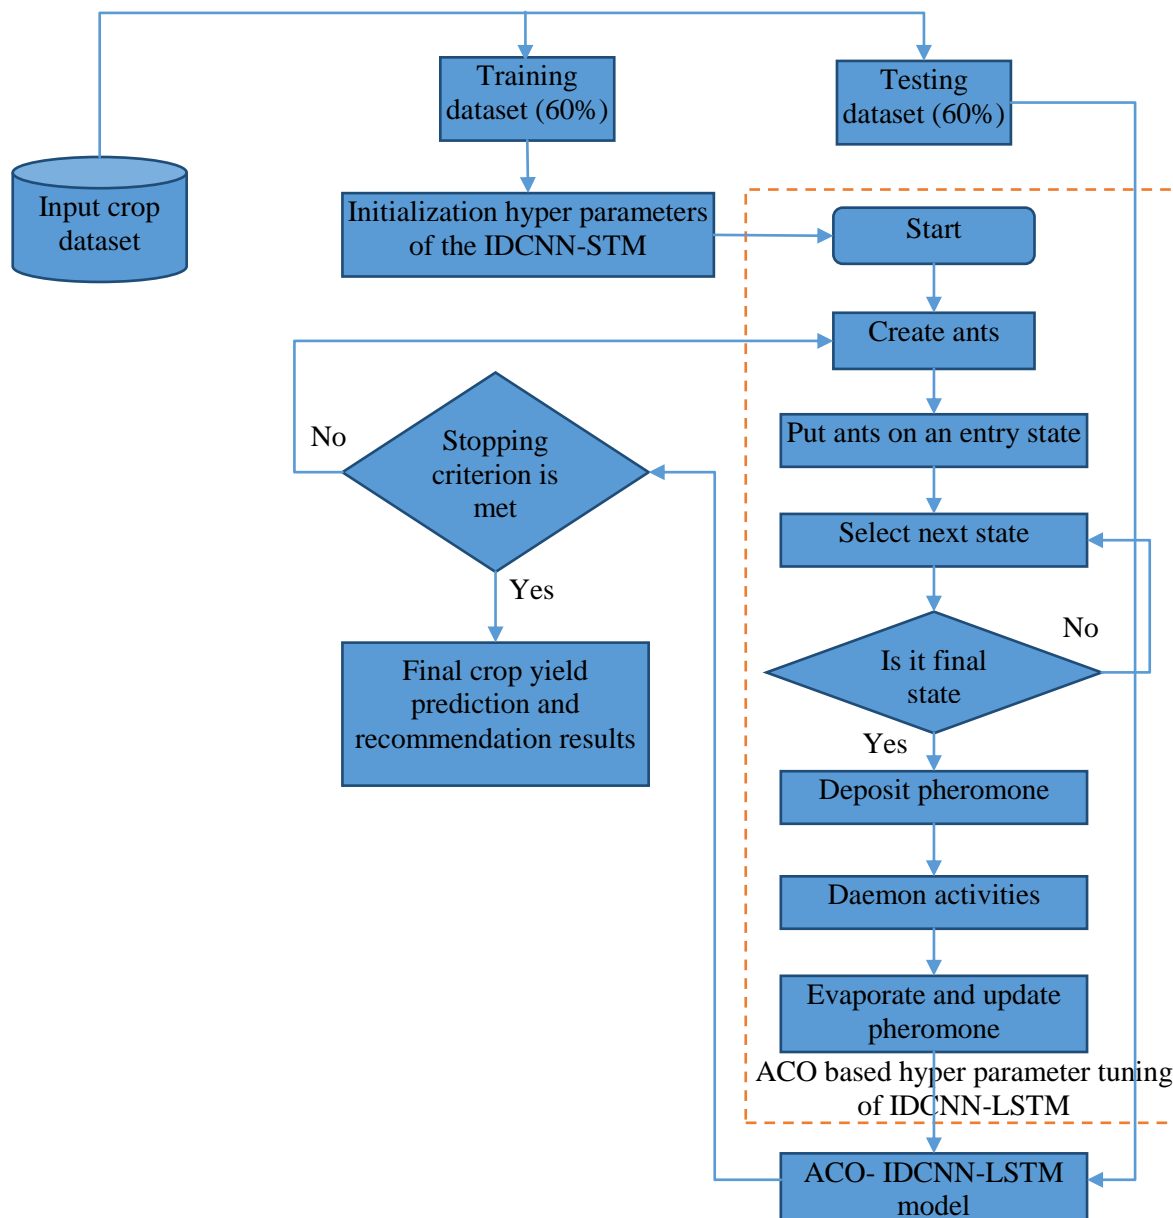 Training
dataset (60%)
Testing
dataset (60%)
Input crop
dataset
Initialization hyper parameters
of the IDCNN-STM
Start
Create ants
Put ants on an entry state
No
Stopping
criterion is
met
Select next state
Yes
No
Is it final
state
Final crop yield
prediction and
recommendation results
Yes
Deposit pheromone
Daemon activities
Evaporate and update
pheromone
ACO based hyper parameter tuning
of IDCNN-LSTM
ACO- IDCNN-LSTM
model